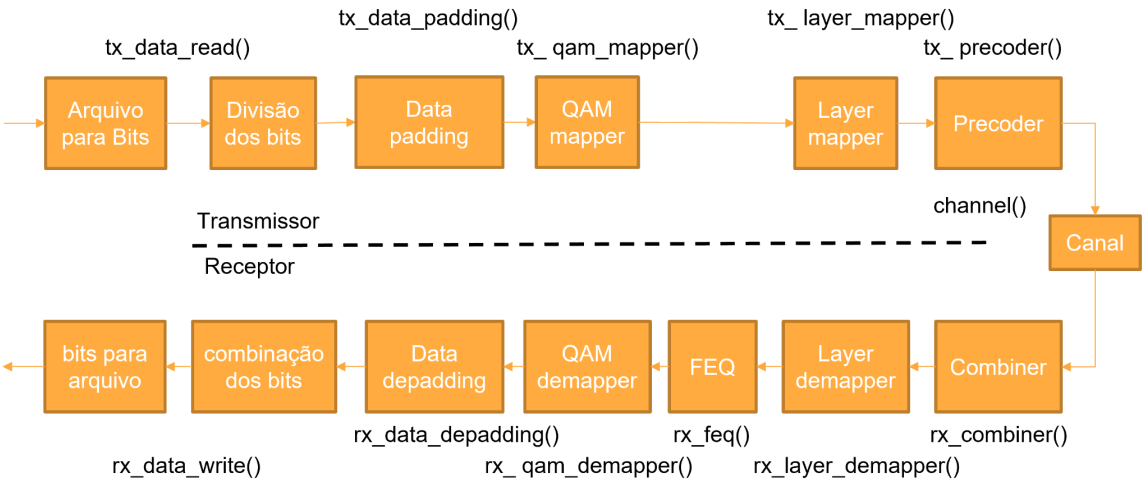 tx_data_padding()
tx_ layer_mapper()
tx_data_read()
tx_ qam_mapper()
tx_ precoder()
Arquivo
para Bits
Divisão
dos bits
Data
padding
QAM
mapper
Layer
mapper
Precoder
channel()
Transmissor
Canal
Receptor
bits para
arquivo
combinação
dos bits
Data
depadding
QAM
demapper
FEQ
Layer
demapper
Combiner
rx_data_depadding()
rx_feq()
rx_combiner()
rx_data_write()
rx_ qam_demapper()
rx_layer_demapper()